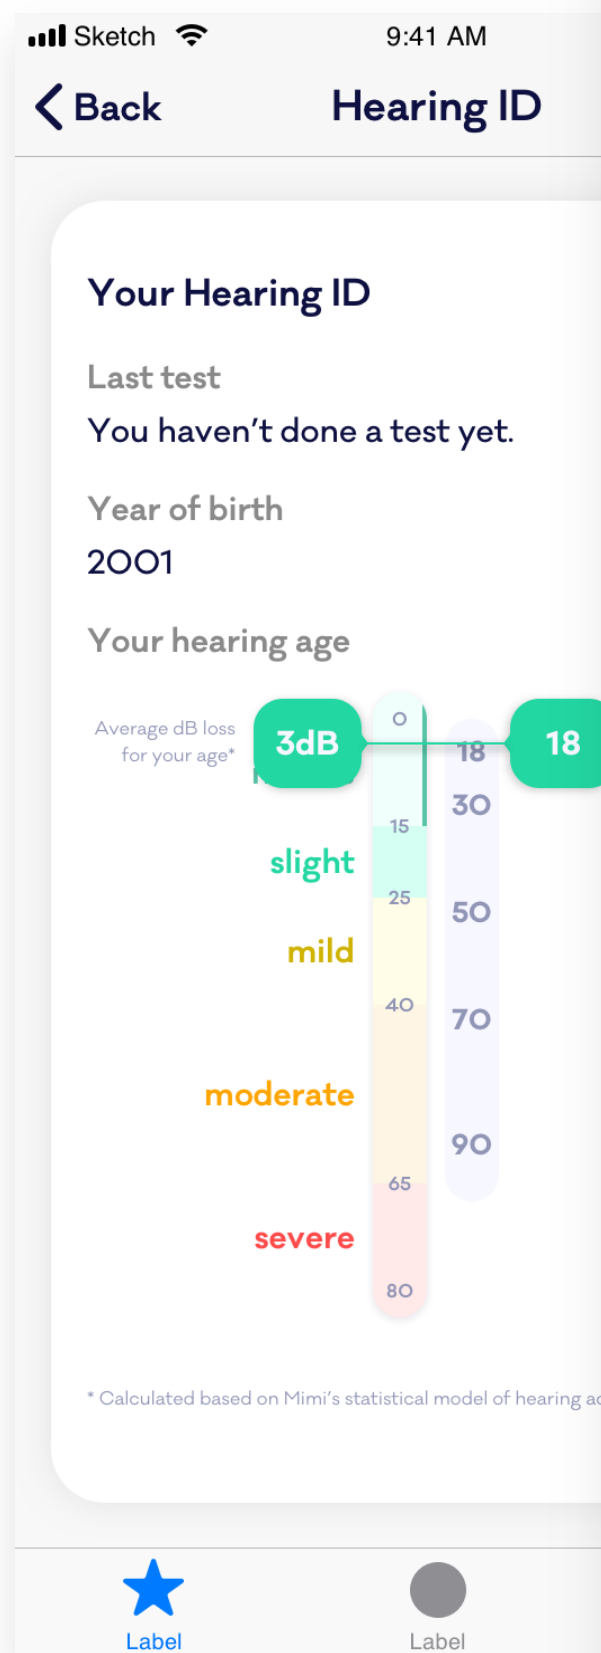 Sketch 9:41 AM
Back Hearing ID
Your Hearing ID
Last test
You haven't done a test yet.
Year of birth
2001
Your hearing age
Average dB loss
for your age*
3dB
0
18
18
30
15
slight
25
50
mild
40
70
moderate
90
65
severe
80
* Calculated based on Mimi's statistical model of hearing
Label Label